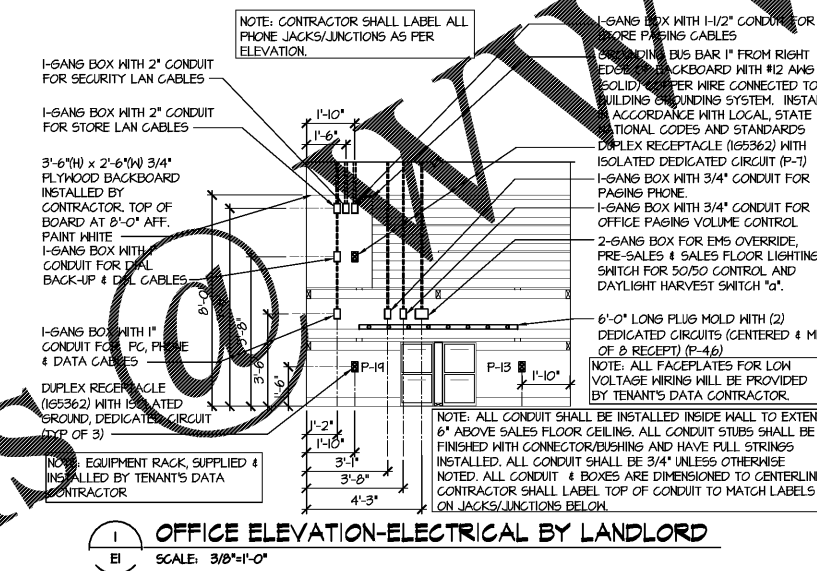 NOTE: CONTRACTOR SHALL LABEL ALL
PHONE JACKS/JUNCTIONS AS PER
ELEVATION.
1-GANG BOX WITH 2" CONDUIT
FOR SECURITY LAN CABLES
1-GANG BOX WITH 2" CONDUIT
FOR STORE LAN CABLES
3'-6"(H) x 2'-6"(W) 3/4"
PLYWOOD BACKBOARD
INSTALLED BY
CONTRACTOR. TOP OF
BOARD AT 8'-0" AFF.
PAINT WHITE
1-GANG BOX WITH
CONDUIT FOR DIAL
BACK-UP & DSL CABLES
1-GANG BOX WITH 1"
CONDUIT FOR PC, PHONE
& DATA CABLES
DUPLEX RECEPTACLE
(IG5362) WITH ISOLATED
GROUND, DEDICATED CIRCUIT
(TYP OF 3)
NOTE: EQUIPMENT RACK, SUPPLIED &
INSTALLED BY TENANT'S DATA
CONTRACTOR
1'-10"
1'-6"
8'-0"
3'-6"
1'-6"
P-19
P-13
1'-10"
1'-2"
1'-10"
3'-1"
3'-8"
4'-3"
1-GANG BOX WITH 1-1/2" CONDUIT FOR
STORE PAGING CABLES
GROUNDING BUS BAR 1" FROM RIGHT
EDGE OF BACKBOARD WITH #12 AWG
(SOLID) COPPER WIRE CONNECTED TO
BUILDING GROUNDING SYSTEM.
IN ACCORDANCE WITH LOCAL, STATE
NATIONAL CODES AND STANDARDS
DUPLEX RECEPTACLE (IG5362) WITH
ISOLATED DEDICATED CIRCUIT (P-7)
1-GANG BOX WITH 3/4" CONDUIT FOR
PAGING PHONE.
1-GANG BOX WITH 3/4" CONDUIT FOR
OFFICE PAGING VOLUME CONTROL
2-GANG BOX FOR EMS OVERRIDE,
PRE-SALES & SALES FLOOR LIGHTING
SWITCH FOR 50/50 CONTROL AND
DAYLIGHT HARVEST SWITCH "a".
6'-0" LONG PLUG MOLD WITH (2)
DEDICATED CIRCUITS (CENTERED &
OF 8 RECEPT) (P-4,6)
NOTE: ALL FACEPLATES FOR LOW
VOLTAGE WIRING WILL BE PROVIDED
BY TENANT'S DATA CONTRACTOR.
NOTE: ALL CONDUIT SHALL BE INSTALLED INSIDE WALL TO
6" ABOVE SALES FLOOR CEILING. ALL CONDUIT STUBS SHALL BE
FINISHED WITH CONNECTOR/BUSHING AND HAVE PULL STRINGS
INSTALLED. ALL CONDUIT SHALL BE 3/4" UNLESS OTHERWISE
NOTED. ALL CONDUIT & BOXES ARE DIMENSIONED TO
CONTRACTOR SHALL LABEL TOP OF CONDUIT TO MATCH LABELS
ON JACKS/JUNCTIONS BELOW.
1
E1
OFFICE ELEVATION-ELECTRICAL BY LANDLORD
SCALE: 3/8"=1'-0"